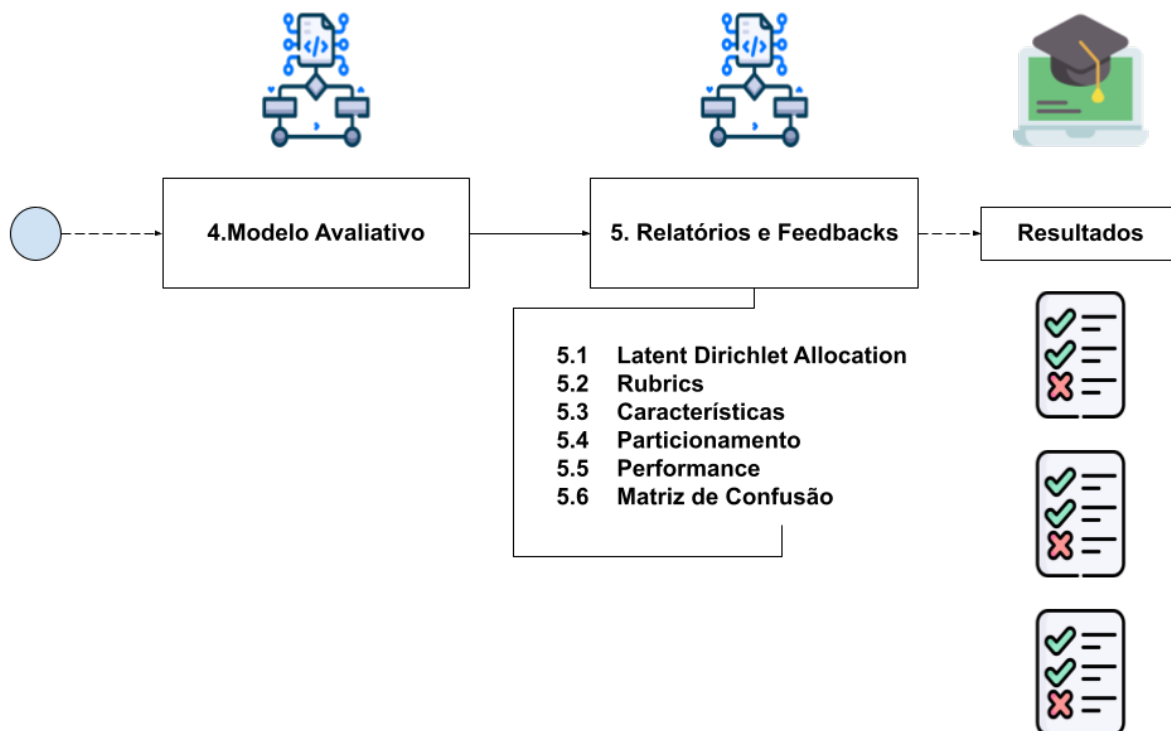 4.Modelo Avaliativo
5. Relatórios e Feedbacks
Resultados
5.1 Latent Dirichlet Allocation
5.2 Rubrics
5.3 Características
5.4 Particionamento
5.5 Performance
5.6 Matriz de Confusão